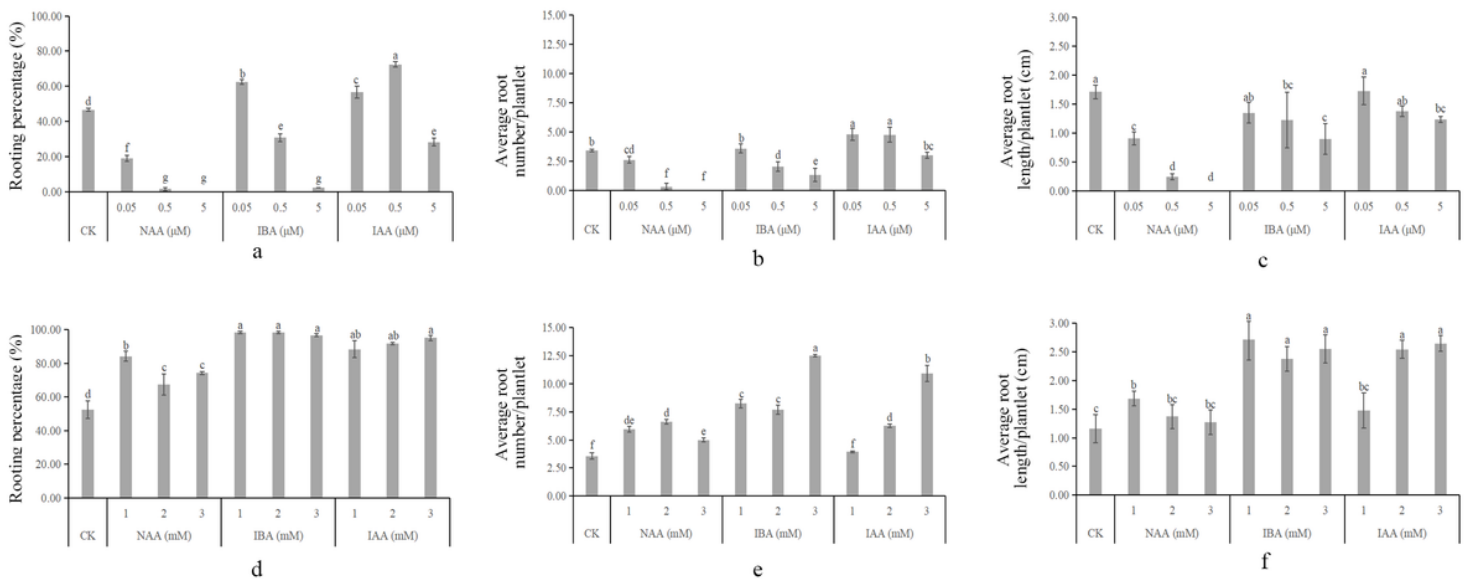 Rooting percentage (%)
100.00
80.00
60.00
40.00
20.00
0.00
d f g g b e g c a e
0.05 0.5 5 0.05 0.5 5 0.05 0.5 5
CK NAA (μM) IBA (μM) IAA (μM)
a
Average root
number/plantlet
15.00
12.50
10.00
7.50
5.00
2.50
0.00
b cd f f b d e a a bc
0.05 0.5 5 0.05 0.5 5 0.05 0.5 5
CK NAA (μM) IBA (μM) IAA (μM)
b
Average root
length/plantlet (cm)
3.00
2.50
2.00
1.50
1.00
0.50
0.00
a c d d ab bc c a ab bc
0.05 0.5 5 0.05 0.5 5 0.05 0.5 5
CK NAA (μM) IBA (μM) IAA (μM)
c
Rooting percentage (%)
100.00
80.00
60.00
40.00
20.00
0.00
d b c c a a a ab ab a
1 2 3 1 2 3 1 2 3
CK NAA (mM) IBA (mM) IAA (mM)
d
Average root
number/plantlet
15.00
12.50
10.00
7.50
5.00
2.50
0.00
f de d e c c a f d b
1 2 3 1 2 3 1 2 3
CK NAA (mM) IBA (mM) IAA (mM)
e
Average root
length/plantlet (cm)
3.00
2.50
2.00
1.50
1.00
0.50
0.00
c b bc bc a a a bc a a
1 2 3 1 2 3 1 2 3
CK NAA (mM) IBA (mM) IAA (mM)
f